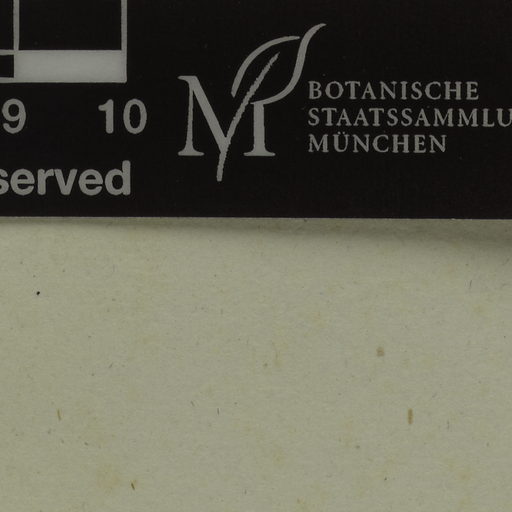 9 10
BOTANISCHE
STAATSSAMMLU
MÜNCHEN
served